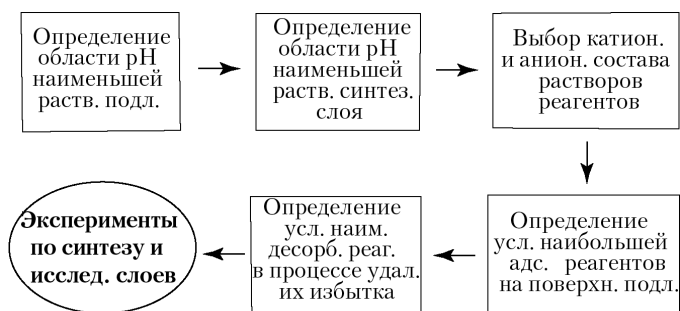 Определение
области pH
наименьшей
раств. подл.
Определение
области pH
наименьшей
раств. синтез.
слоя
Выбор катион.
и анион. состава
растворов
реагентов
Определение
усл. наибольшей
адс. реагентов
на поверхн. подл.
Определение
усл. наим.
десорб. реаг.
в процессе удал.
их избытка
Эксперименты
по синтезу и
исслед. слоев